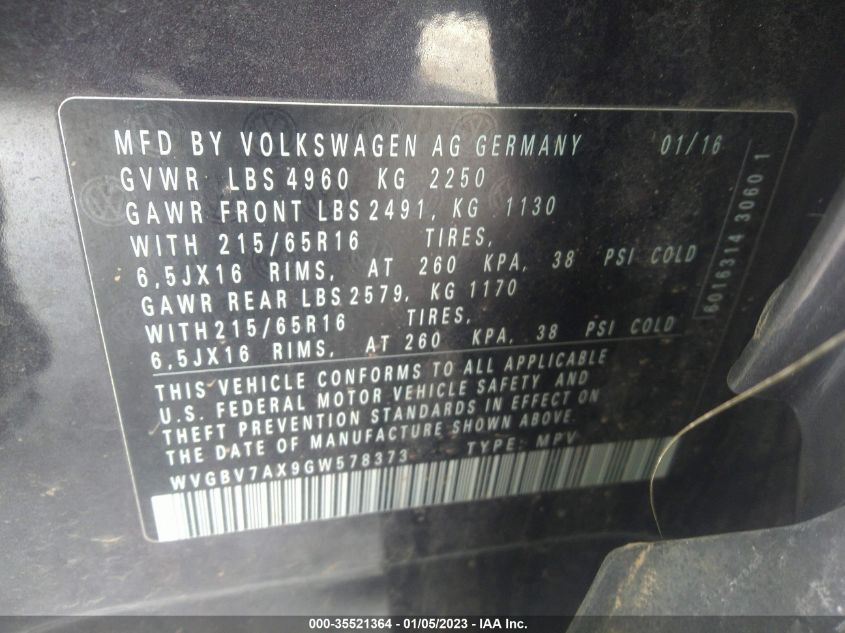 MFD BY VOLKSWAGEN AG GERMANY 01/16
GVWR LBS 4960 KG 2250
GAWR FRONT LBS 2491, KG 1130
WITH 215/65R16 TIRES,
6,5JX16 RIMS, AT 260 KPA, 38 PSI COLD
GAWR REAR LBS 2579, KG 1170
WITH 215/65R16 TIRES,
6,5JX16 RIMS, AT 260 KPA, 38 PSI COLD
THIS VEHICLE CONFORMS TO ALL APPLICABLE
U.S. FEDERAL MOTOR VEHICLE SAFETY AND
THEFT PREVENTION STANDARDS IN EFFECT ON
THE DATE OF MANUFACTURE SHOWN ABOVE.
WVGBV7AX9GW578373 TYPE: MPV
6016314 3060 1
000-35521364 - 01/05/2023 - IAA Inc.